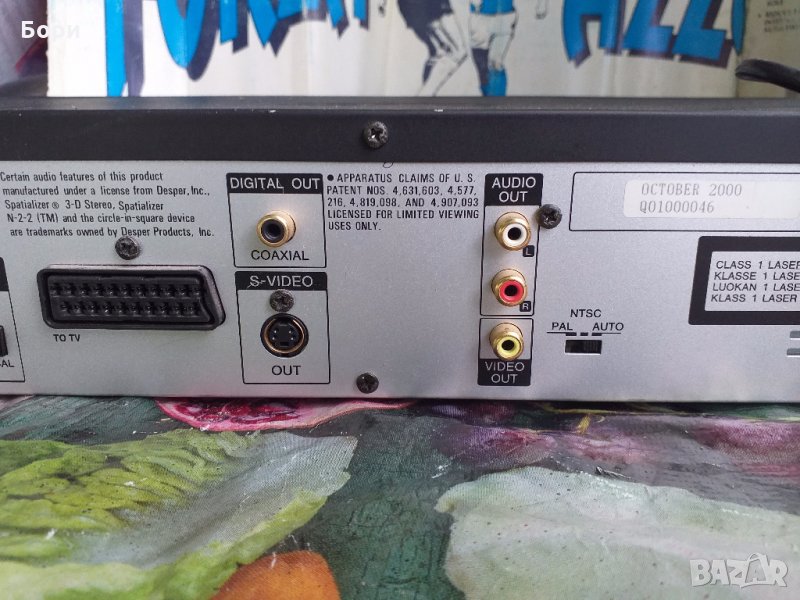 Бори
Certain audio features of this product
manufactured under a license from Desper, Inc.,
Spatializer ® 3-D Stereo, Spatializer
N-2-2 (TM) and the circle-in-square device
are trademarks owned by Desper Products, Inc.
TO TV
DIGITAL OUT
COAXIAL
S-VIDEO
OUT
● APPARATUS CLAIMS OF U. S.
PATENT NOS. 4,631,603, 4,577,
216, 4,819,098, AND 4,907,093
LICENSED FOR LIMITED VIEWING
USES ONLY.
AUDIO
OUT
L
R
VIDEO
OUT
NTSC
PAL AUTO
OCTOBER 2000
Q01000046
CLASS 1 LASER
KLASSE 1 LASE
LUOKAN 1 LASE
KLASS 1 LASER
BAZAR